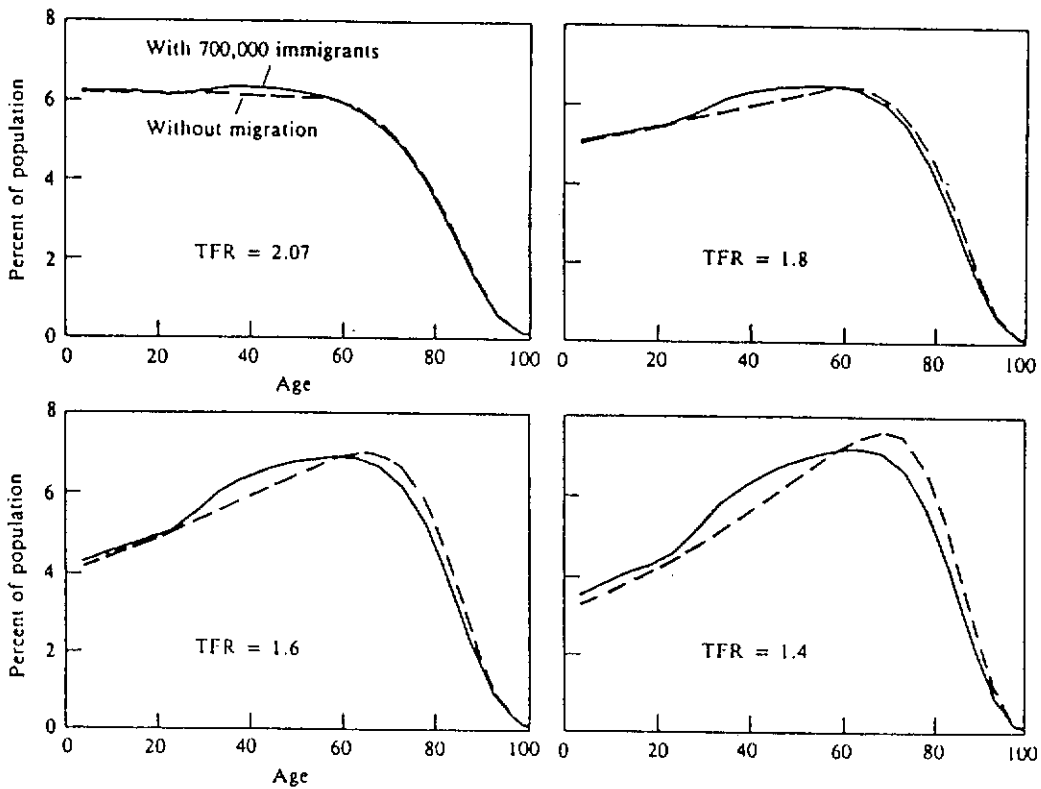 8
6
4
2
0
Percent of population
With 700,000 immigrants
Without migration
TFR = 2.07
0 20 40 60 80 100
Age
TFR = 1.8
0 20 40 60 80 100
8
6
4
2
0
Percent of population
TFR = 1.6
0 20 40 60 80 100
Age
TFR = 1.4
0 20 40 60 80 100